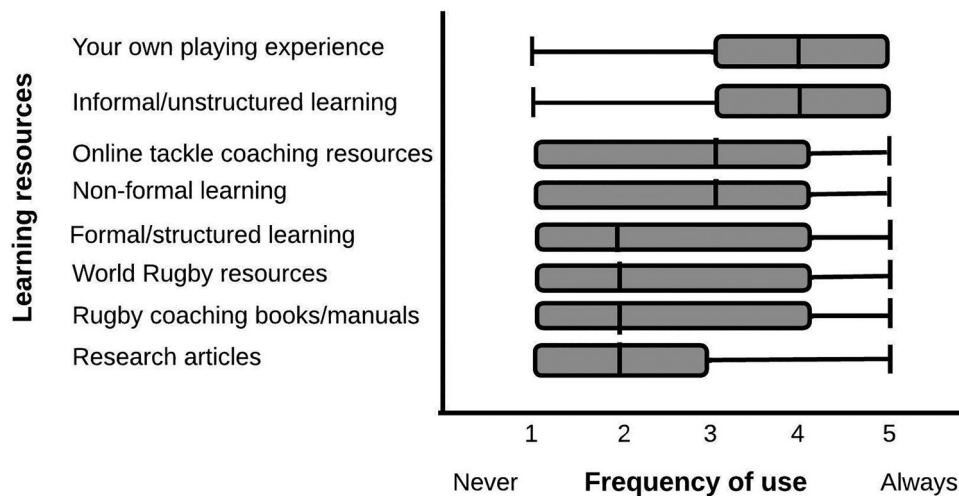 Learning resources
Your own playing experience
Informal/unstructured learning
Online tackle coaching resources
Non-formal learning
Formal/structured learning
World Rugby resources
Rugby coaching books/manuals
Research articles
1 2 3 4 5
Never Frequency of use Always